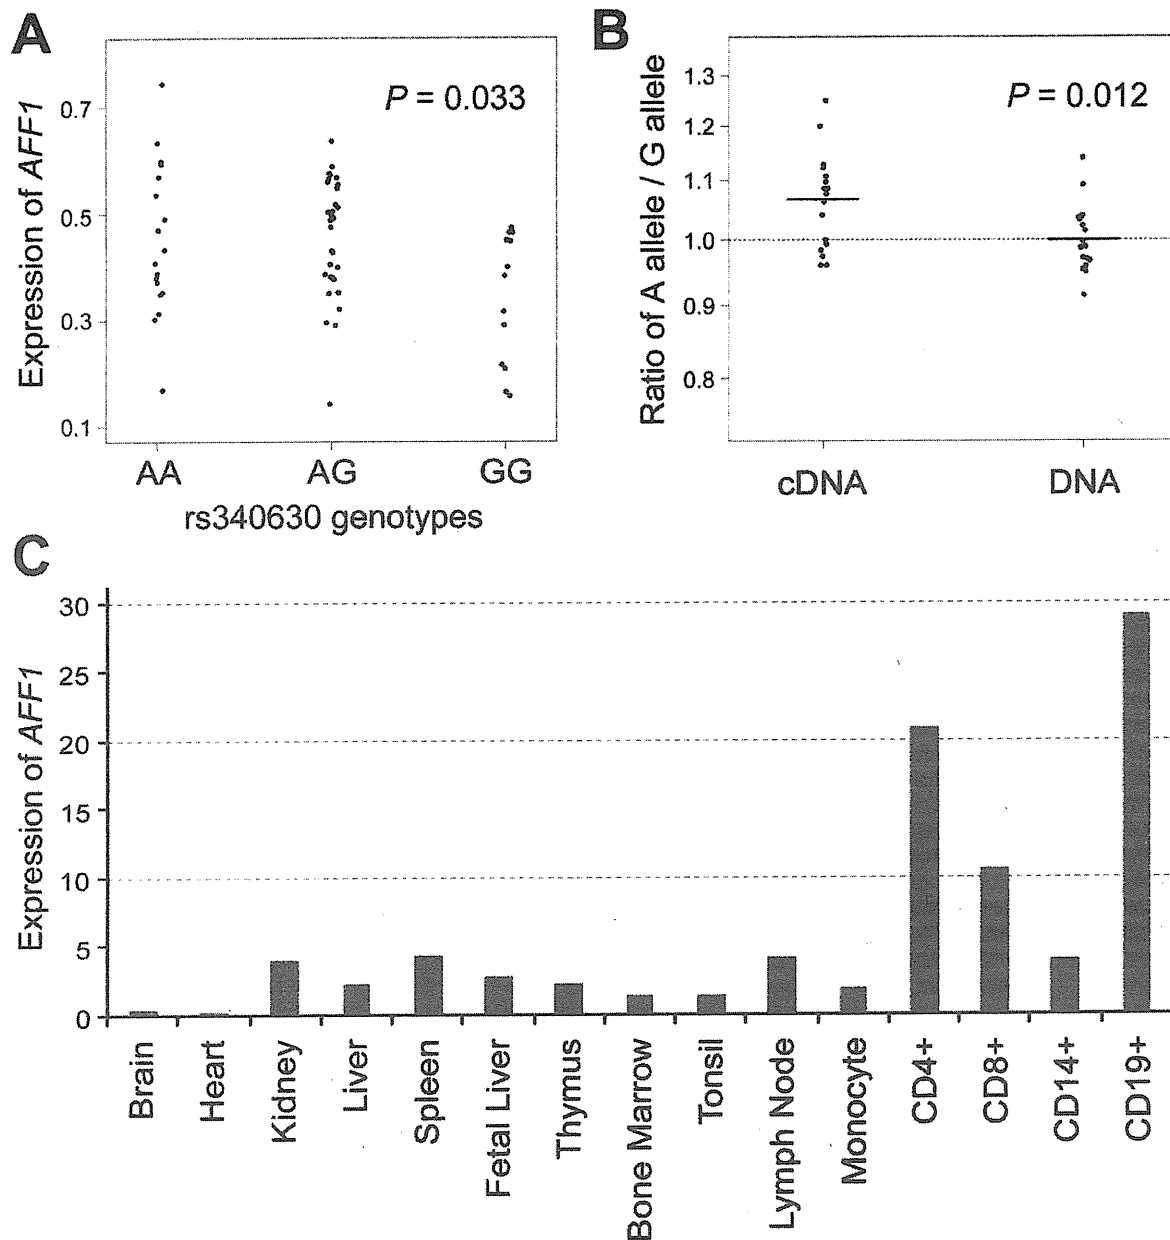 A
Expression of AFF1
0.7
0.5
0.3
0.1
P = 0.033
AA AG GG
rs340630 genotypes
B
Ratio of A allele / G allele
1.3
1.2
1.1
1.0
0.9
0.8
P = 0.012
cDNA DNA
C
Expression of AFF1
30
25
20
15
10
5
0
Brain
Heart
Kidney
Liver
Spleen
Fetal Liver
Thymus
Bone Marrow
Tonsil
Lymph Node
Monocyte
CD4+
CD8+
CD14+
CD19+